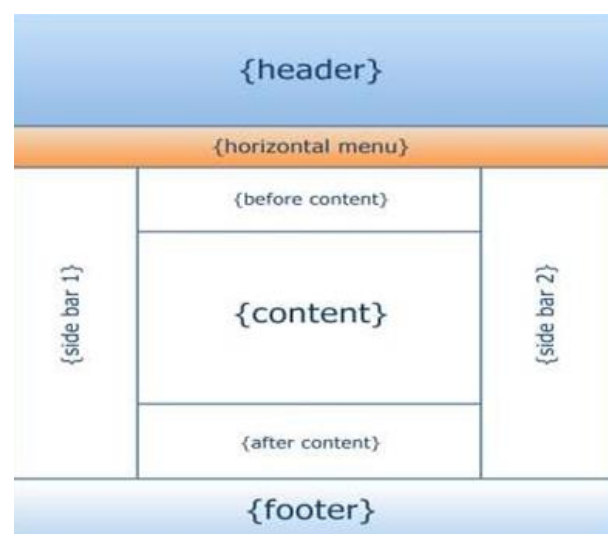 {header}
{horizontal menu}
{before content}
{side bar 1}
{content}
{side bar 2}
{after content}
{footer}